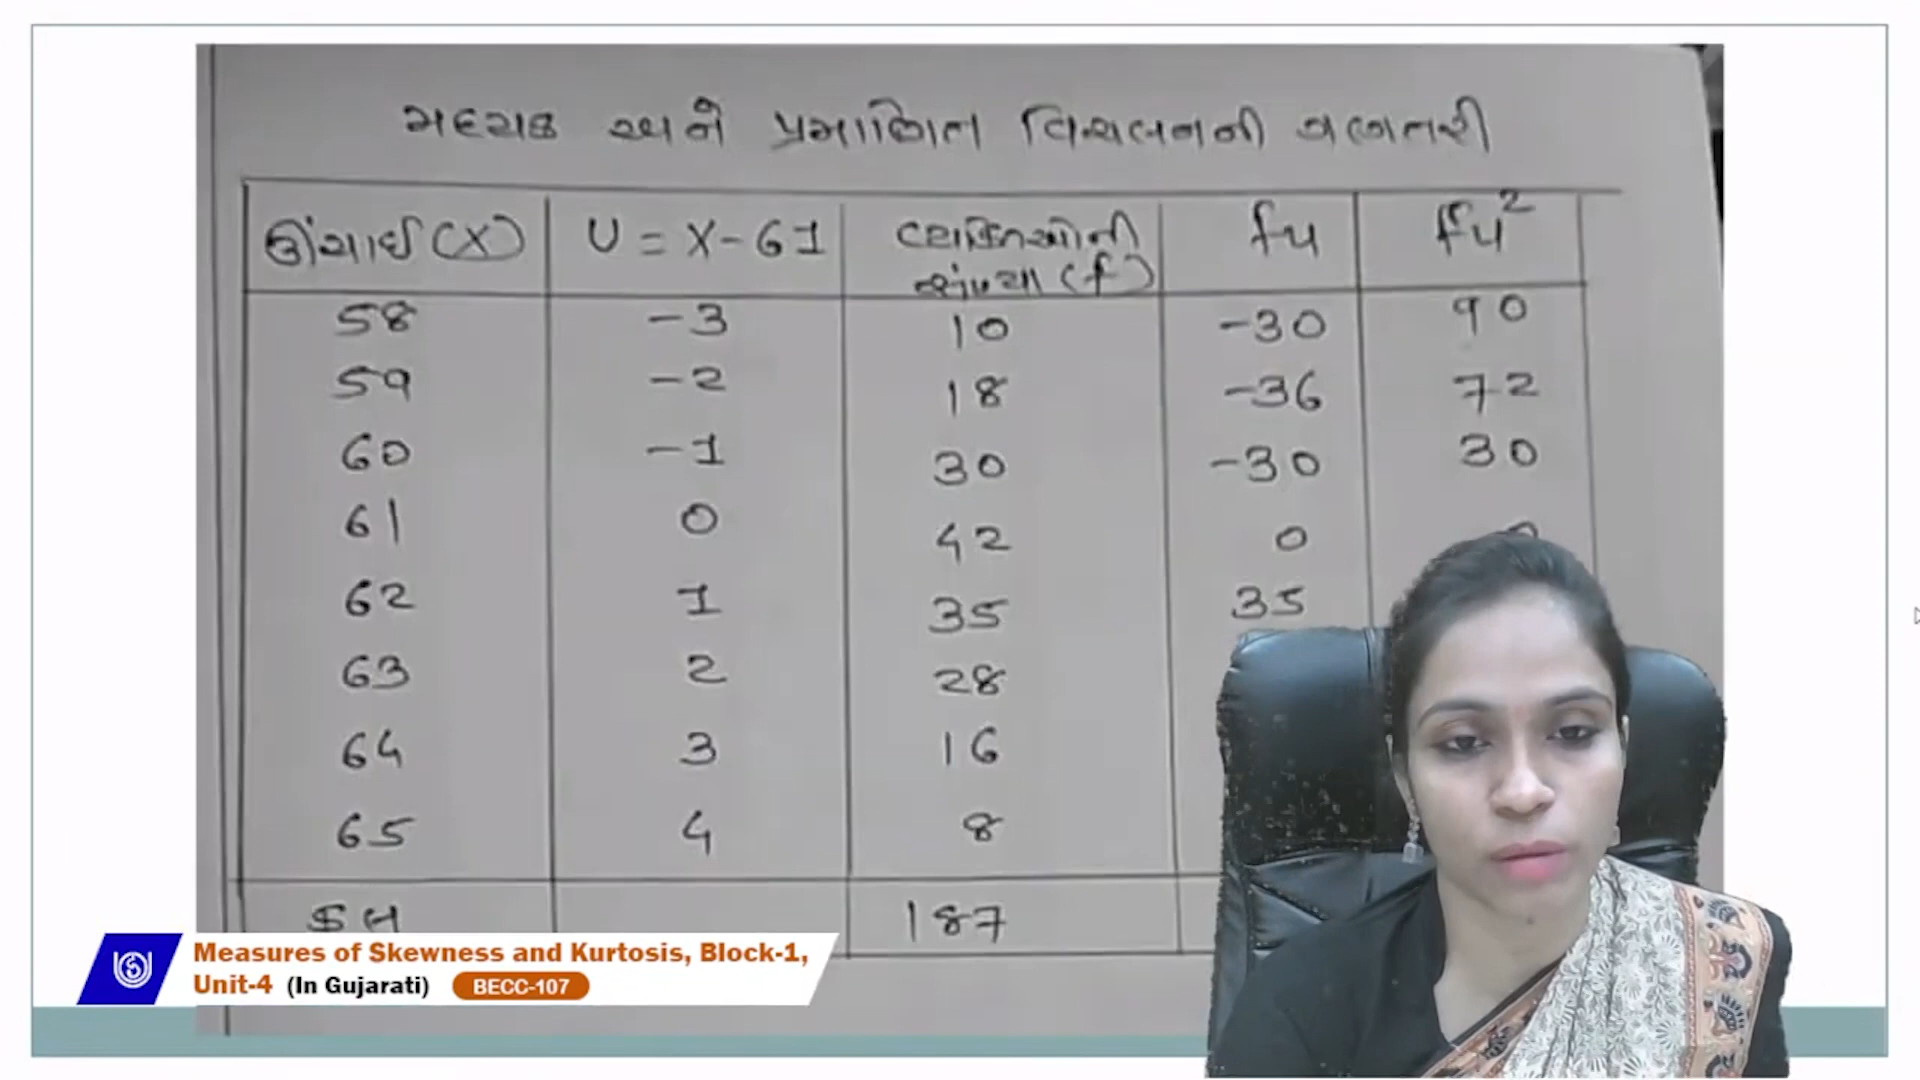 મધ્યક અને પ્રમાણિત વિચલનની ગણતરી
ઊંચાઈ (X) U = X - 61 વ્યક્તિઓની સંખ્યા (f) fu fu²
58 -3 10 -30 90
59 -2 18 -36 72
60 -1 30 -30 30
61 0 42 0
62 1 35 35
63 2 28
64 3 16
65 4 8
કુલ 187
Measures of Skewness and Kurtosis, Block-1,
Unit-4 (In Gujarati) BECC-107